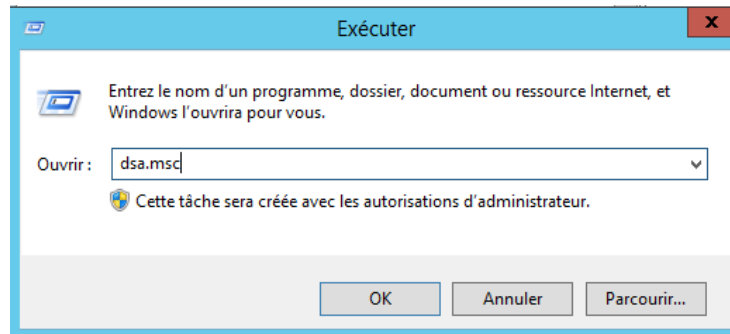 Exécuter
x
Entrez le nom d'un programme, dossier, document ou ressource Internet, et
Windows l'ouvrira pour vous.
Ouvrir : dsa.msc
Cette tâche sera créée avec les autorisations d'administrateur.
OK Annuler Parcourir...